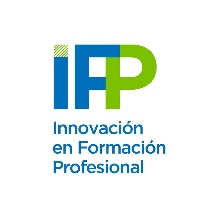 iFP
Innovación
en Formación
Profesional